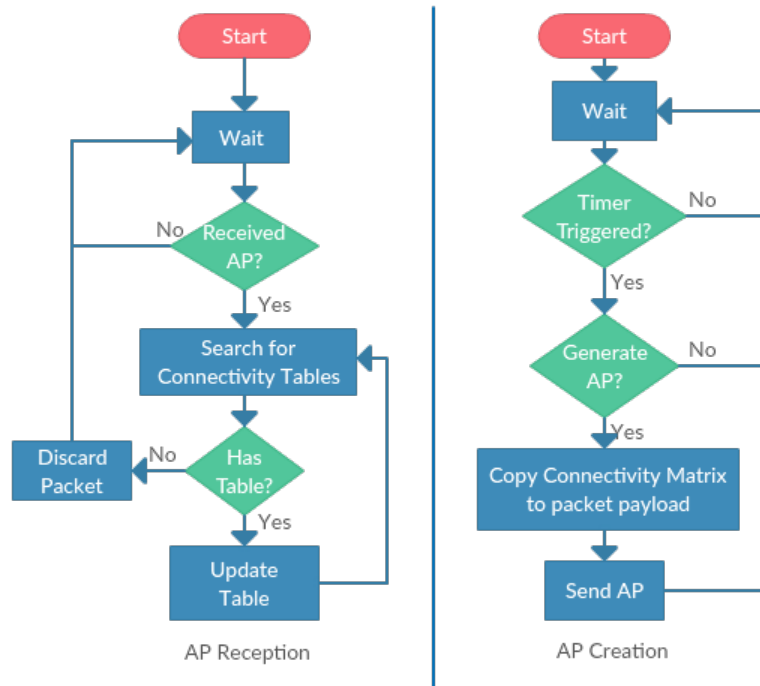 Start
Wait
No
Received
AP?
Yes
Search for
Connectivity Tables
Discard
Packet
No
Has
Table?
Yes
Update
Table
AP Reception
Start
Wait
Timer
Triggered?
No
Yes
Generate
AP?
No
Yes
Copy Connectivity Matrix
to packet payload
Send AP
AP Creation